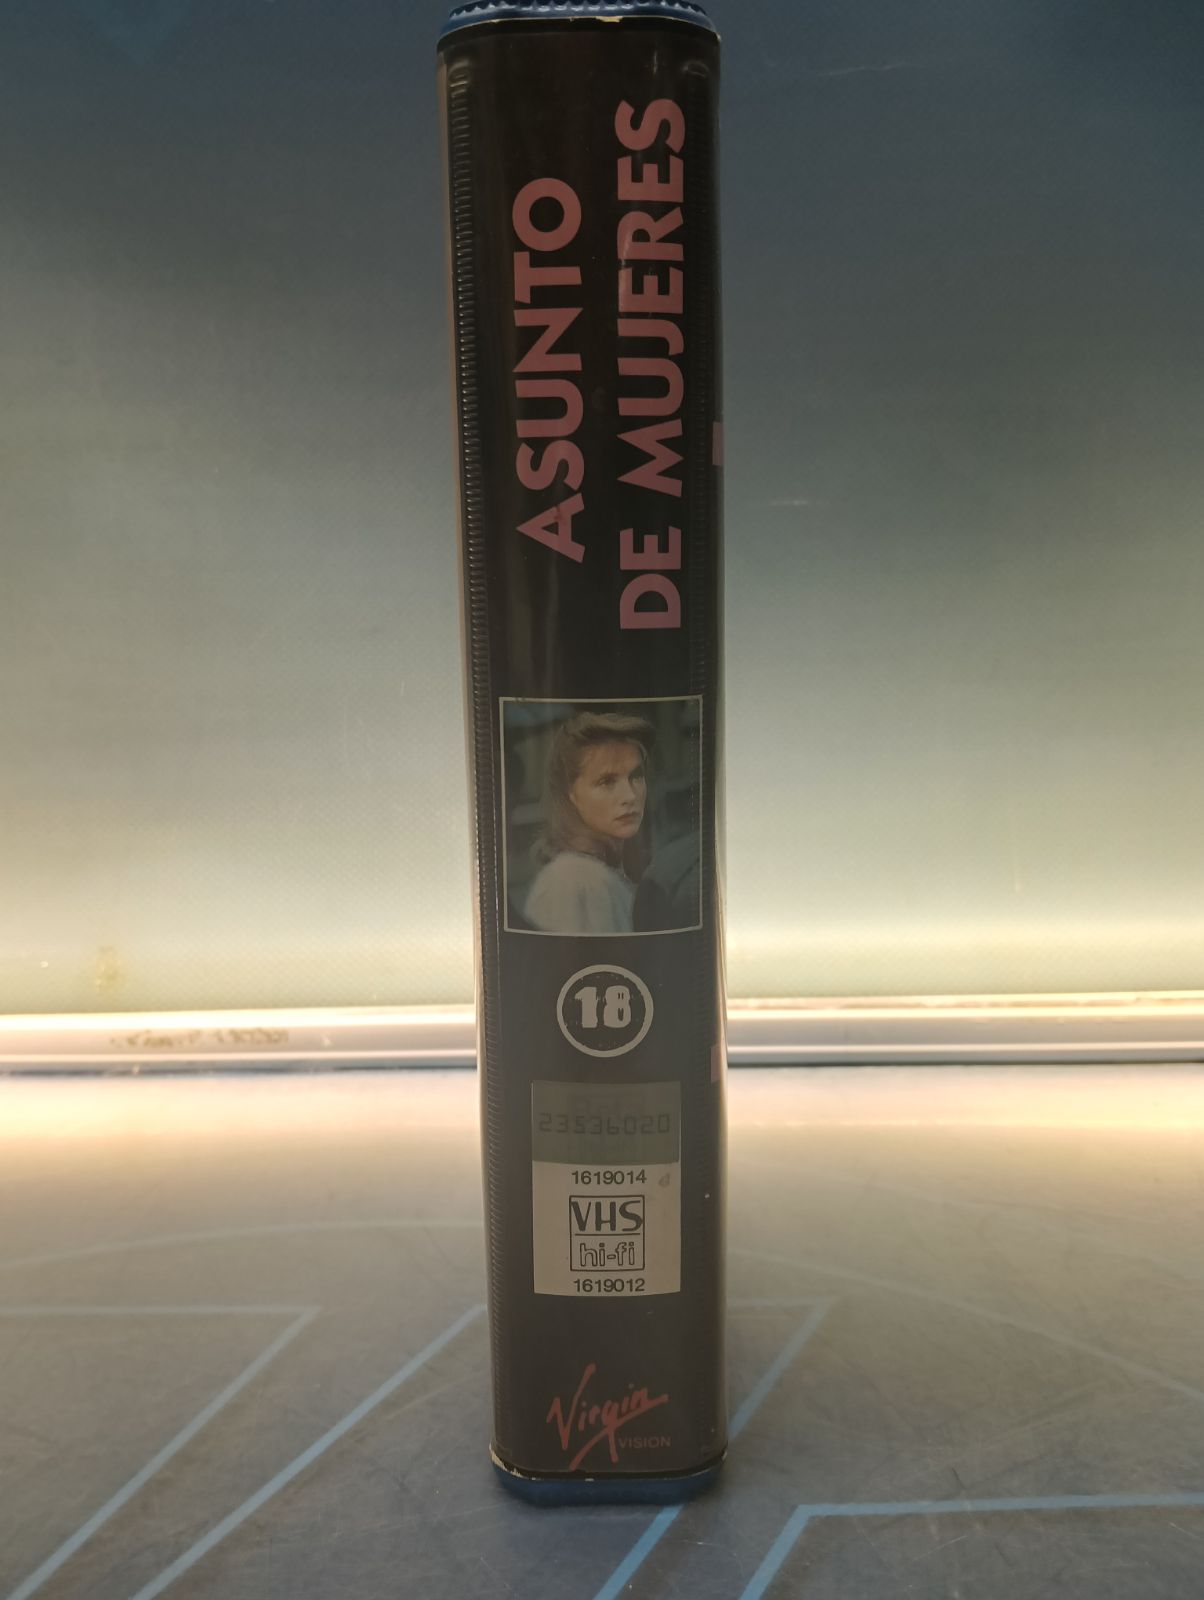 ASUNTO
DE MUJERES
18
23536020
1619014
VHS
hi-fi
1619012
Virgin
VISION